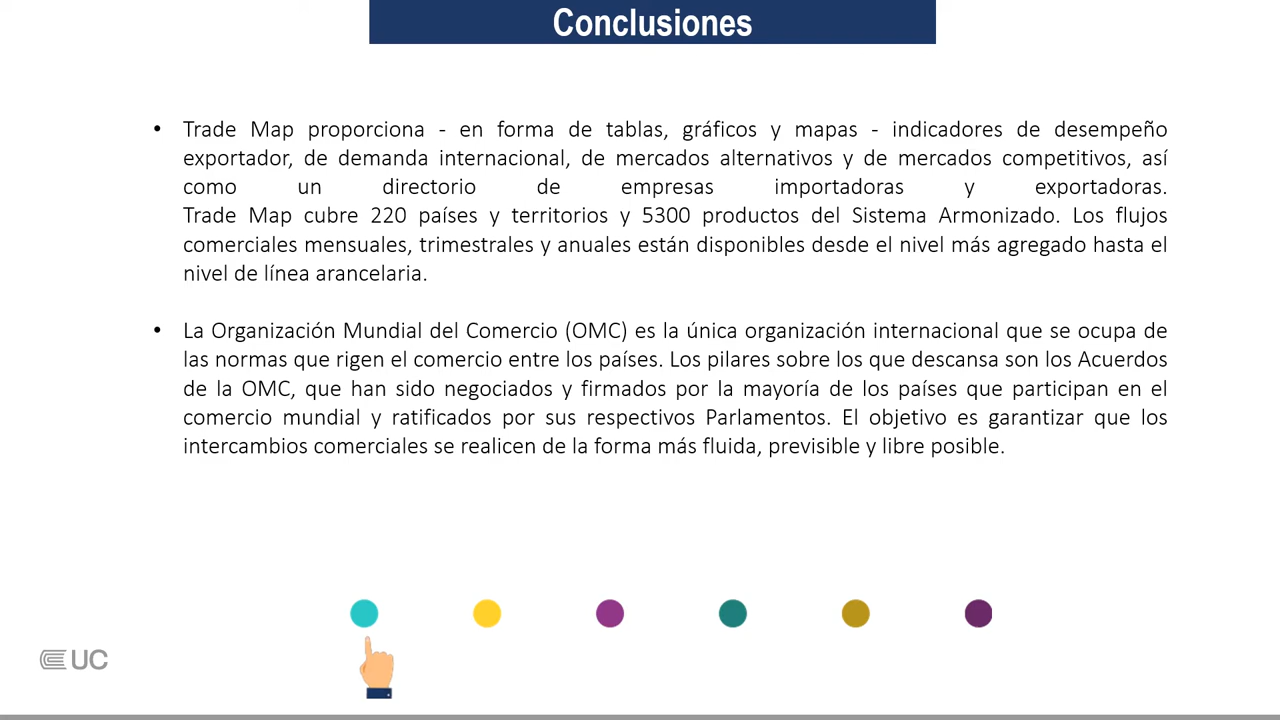 Conclusiones
• Trade Map proporciona - en forma de tablas, gráficos y mapas - indicadores de desempeño
exportador, de demanda internacional, de mercados alternativos y de mercados competitivos, así
como un directorio de empresas importadoras y exportadoras.
Trade Map cubre 220 países y territorios y 5300 productos del Sistema Armonizado. Los flujos
comerciales mensuales, trimestrales y anuales están disponibles desde el nivel más agregado hasta el
nivel de línea arancelaria.
• La Organización Mundial del Comercio (OMC) es la única organización internacional que se ocupa de
las normas que rigen el comercio entre los países. Los pilares sobre los que descansa son los Acuerdos
de la OMC, que han sido negociados y firmados por la mayoría de los países que participan en el
comercio mundial y ratificados por sus respectivos Parlamentos. El objetivo es garantizar que los
intercambios comerciales se realicen de la forma más fluida, previsible y libre posible.
UC